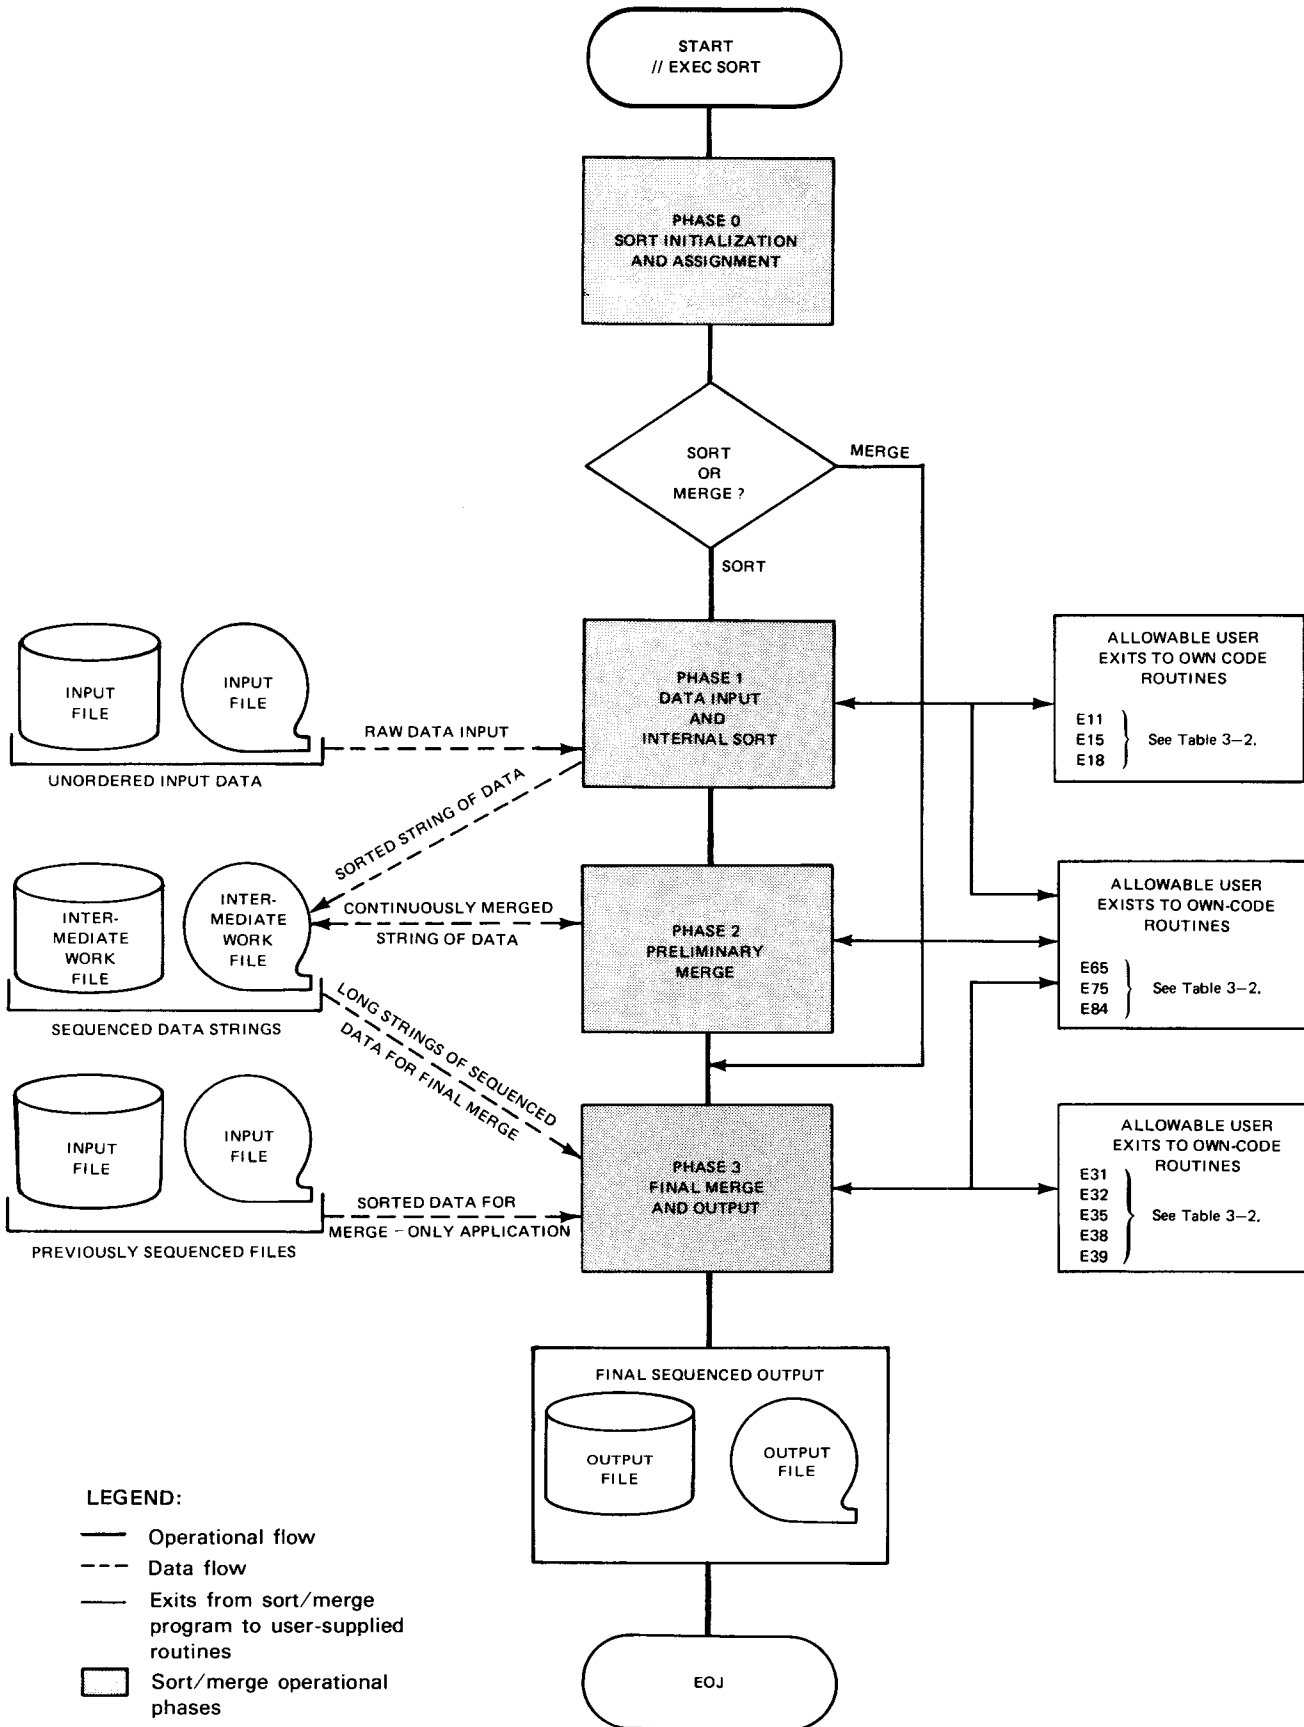 START
// EXEC SORT
PHASE 0
SORT INITIALIZATION
AND ASSIGNMENT
SORT
OR
MERGE ?
MERGE
SORT
INPUT
FILE
INPUT
FILE
UNORDERED INPUT DATA
RAW DATA INPUT
PHASE 1
DATA INPUT
AND
INTERNAL SORT
ALLOWABLE USER
EXITS TO OWN CODE
ROUTINES
E11
E15
E18
See Table 3-2.
SORTED STRING OF DATA
INTER-
MEDIATE
WORK
FILE
INTER-
MEDIATE
WORK
FILE
SEQUENCED DATA STRINGS
CONTINUOUSLY MERGED
STRING OF DATA
PHASE 2
PRELIMINARY
MERGE
ALLOWABLE USER
EXISTS TO OWN-CODE
ROUTINES
E65
E75
E84
See Table 3-2.
LONG STRINGS OF SEQUENCED
DATA FOR FINAL MERGE
INPUT
FILE
INPUT
FILE
PREVIOUSLY SEQUENCED FILES
SORTED DATA FOR
MERGE-ONLY APPLICATION
PHASE 3
FINAL MERGE
AND OUTPUT
ALLOWABLE USER
EXITS TO OWN-CODE
ROUTINES
E31
E32
E35
E38
E39
See Table 3-2.
FINAL SEQUENCED OUTPUT
OUTPUT
FILE
OUTPUT
FILE
EOJ
LEGEND:
Operational flow
Data flow
Exits from sort/merge
program to user-supplied
routines
Sort/merge operational
phases